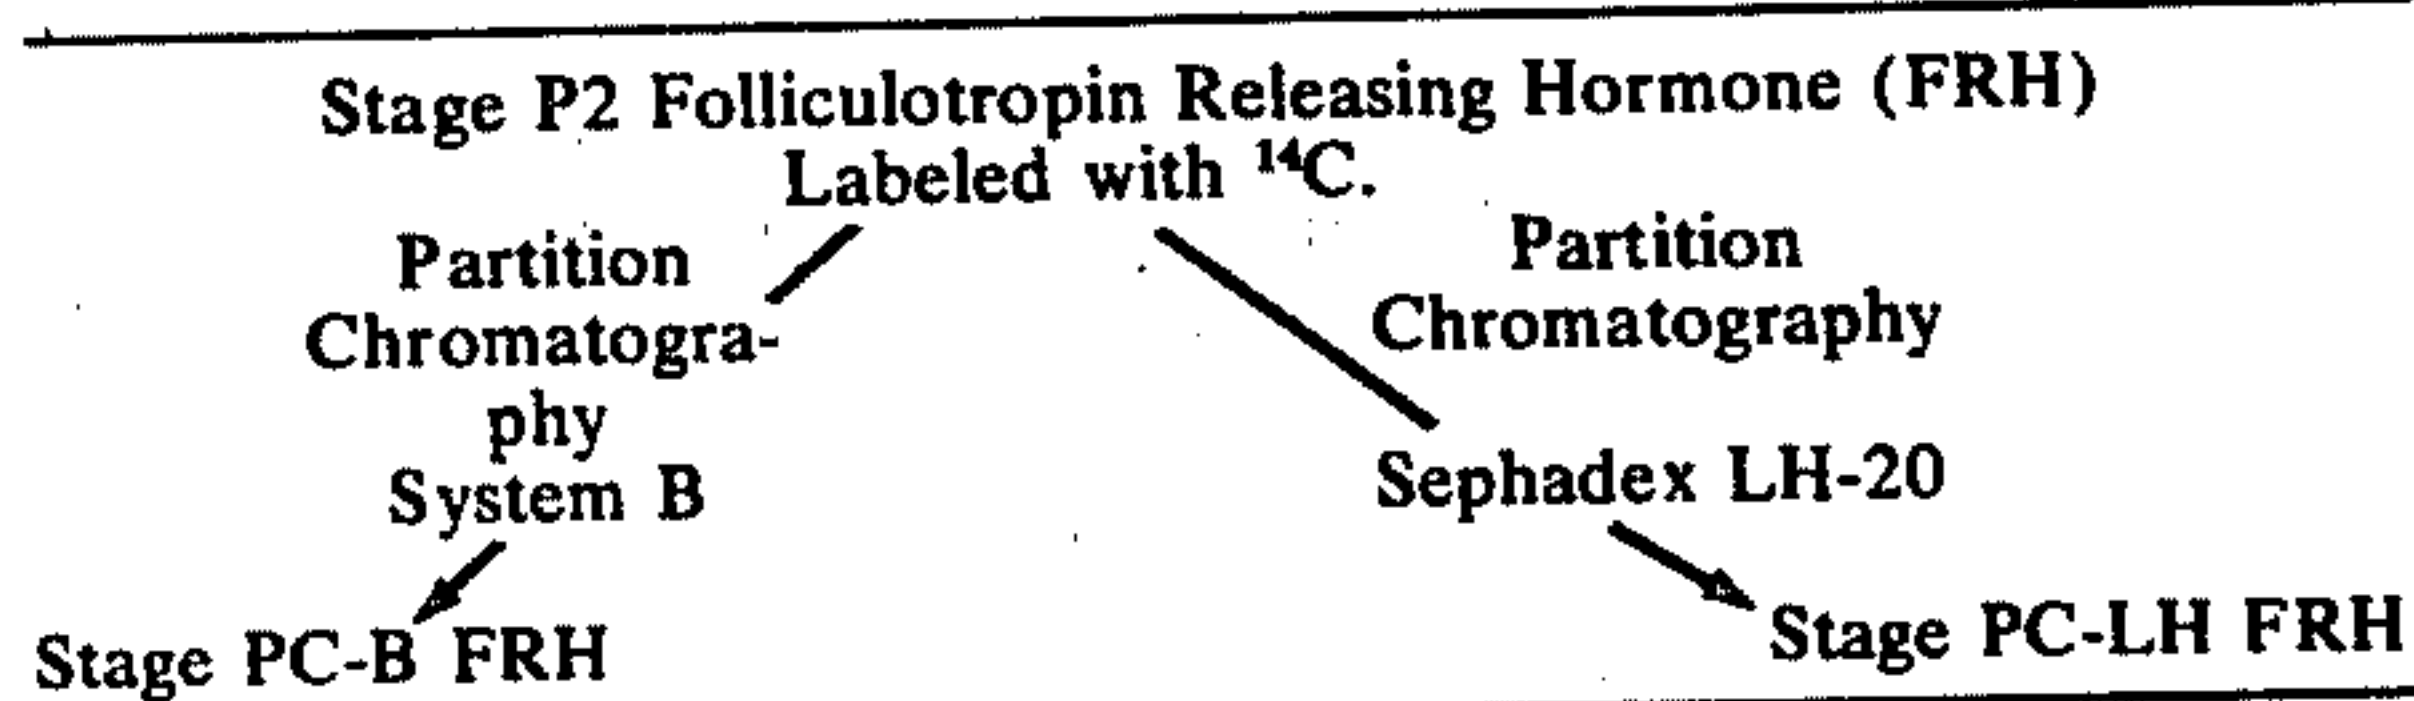 Stage P2 Folliculotropin Releasing Hormone (FRH)
Labeled with ¹⁴C.
Partition
Chromatogra-
phy
System B
Stage PC-B FRH
Partition
Chromatography
Sephadex LH-20
Stage PC-LH FRH